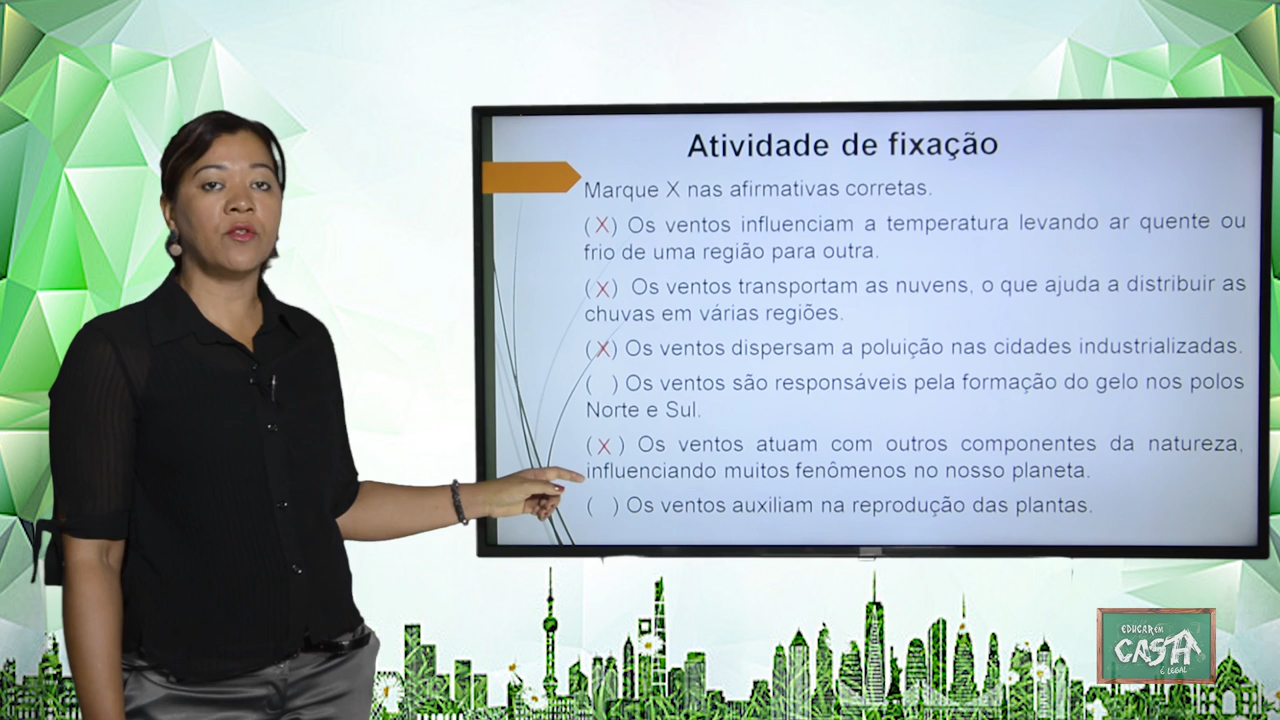 Atividade de fixação
Marque X nas afirmativas corretas.
(X) Os ventos influenciam a temperatura levando ar quente ou
frio de uma região para outra.
(X) Os ventos transportam as nuvens, o que ajuda a distribuir as
chuvas em várias regiões.
(X) Os ventos dispersam a poluição nas cidades industrializadas.
( ) Os ventos são responsáveis pela formação do gelo nos polos
Norte e Sul.
(X) Os ventos atuam com outros componentes da natureza,
influenciando muitos fenômenos no nosso planeta.
( ) Os ventos auxiliam na reprodução das plantas.
EDUCAR EM
CASA
É LEGAL